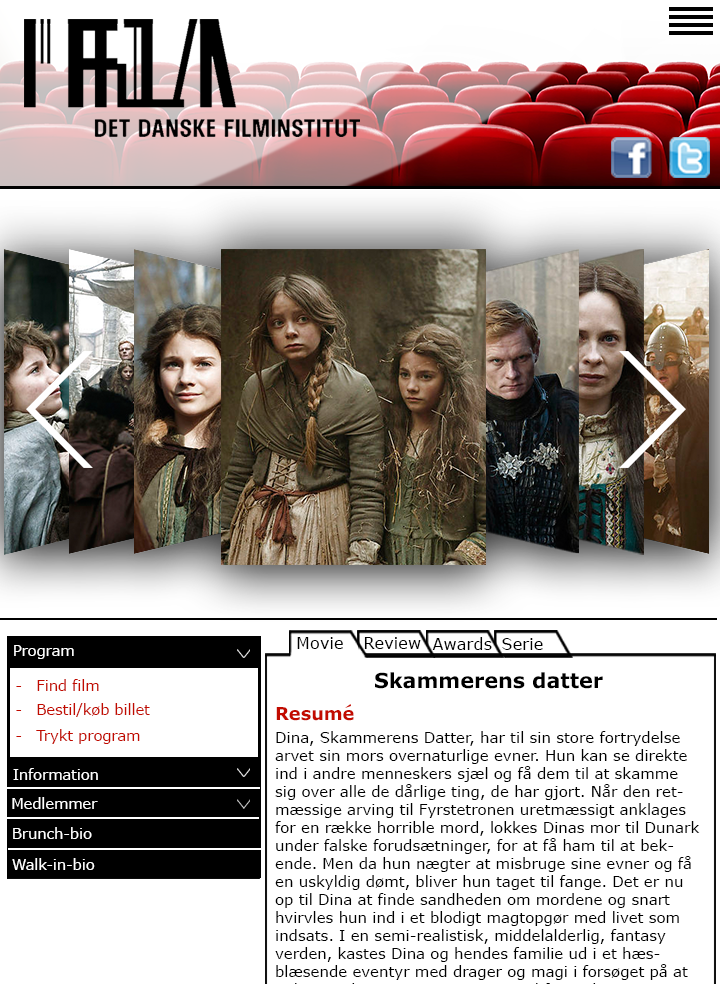 DET DANSKE FILMINSTITUT
Program
- Find film
- Bestil/køb billet
- Trykt program
Information
Medlemmer
Brunch-bio
Walk-in-bio
Movie Review Awards Serie
Skammerens datter
Resumé
Dina, Skammerens Datter, har til sin store fortrydelse
arvet sin mors overnaturlige evner. Hun kan se direkte
ind i andre menneskers sjæl og få dem til at skamme
sig over alle de dårlige ting, de har gjort. Når den ret-
mæssige arving til Fyrstetronen uretmæssigt anklages
for en række horrible mord, lokkes Dinas mor til Dunark
under falske forudsætninger, for at få ham til at bek-
ende. Men da hun nægter at misbruge sine evner og få
en uskyldig dømt, bliver hun taget til fange. Det er nu
op til Dina at finde sandheden om mordene og snart
hvirvles hun ind i et blodigt magtopgør med livet som
indsats. I en semi-realistisk, middelalderlig, fantasy
verden, kastes Dina og hendes familie ud i et hæs-
blæsende eventyr med drager og magi i forsøget på at